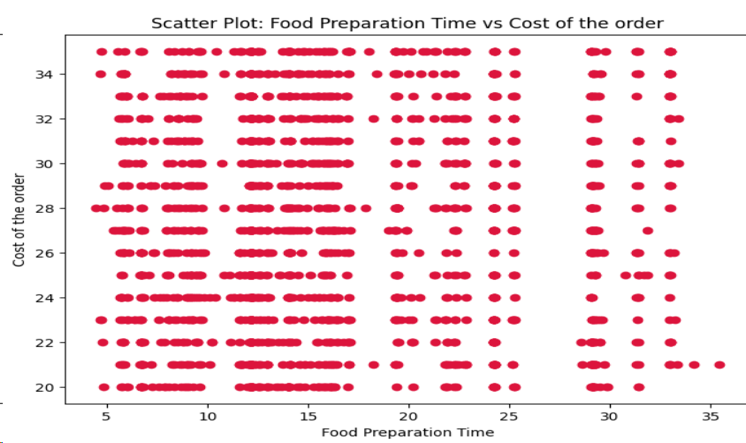 Scatter Plot: Food Preparation Time vs Cost of the order
Cost of the order
34
32
30
28
26
24
22
20
5 10 15 20 25 30 35
Food Preparation Time